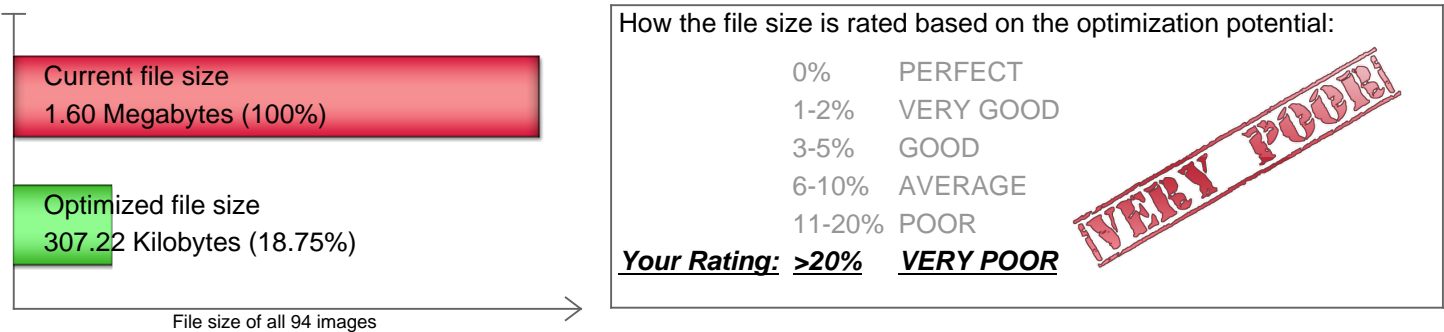 Current file size
1.60 Megabytes (100%)
Optimized file size
307.22 Kilobytes (18.75%)
File size of all 94 images
How the file size is rated based on the optimization potential:
0% PERFECT
1-2% VERY GOOD
3-5% GOOD
6-10% AVERAGE
11-20% POOR
Your Rating: >20% VERY POOR
VERY POOR